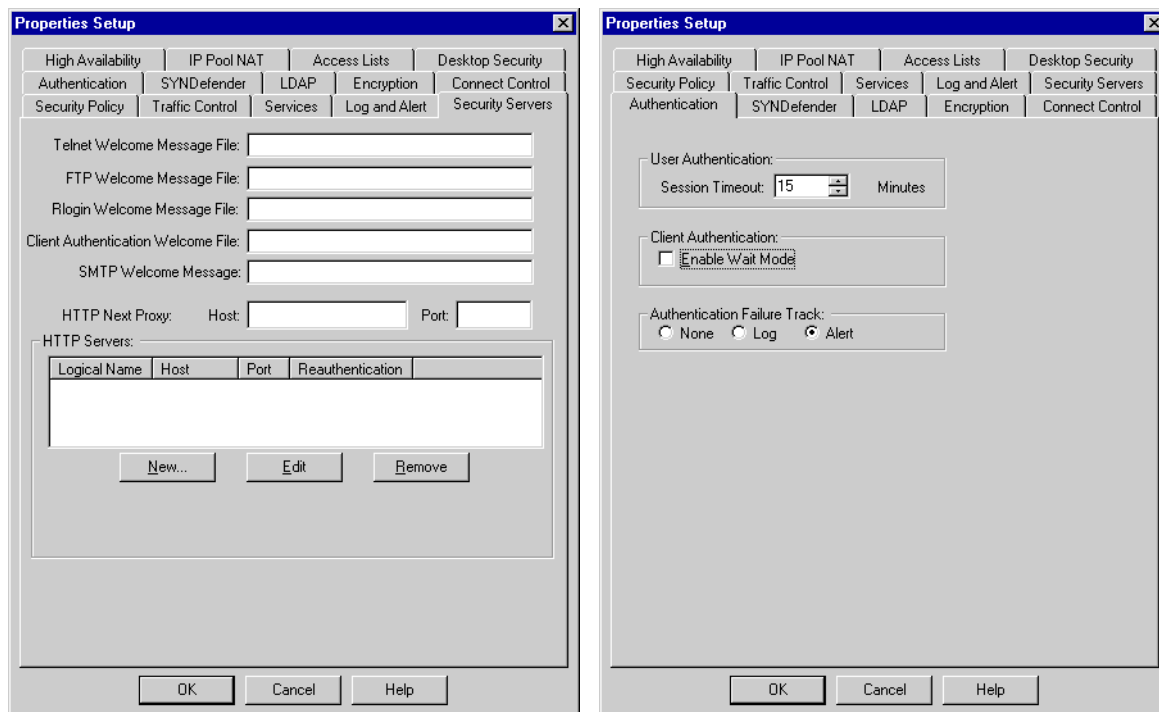 Properties Setup
High Availability IP Pool NAT Access Lists Desktop Security
Authentication SYNDefender LDAP Encryption Connect Control
Security Policy Traffic Control Services Log and Alert Security Servers
Telnet Welcome Message File:
FTP Welcome Message File:
Rlogin Welcome Message File:
Client Authentication Welcome File:
SMTP Welcome Message:
HTTP Next Proxy: Host: Port:
HTTP Servers:
Logical Name Host Port Reauthentication
New... Edit Remove
OK Cancel Help
Properties Setup
High Availability IP Pool NAT Access Lists Desktop Security
Security Policy Traffic Control Services Log and Alert Security Servers
Authentication SYNDefender LDAP Encryption Connect Control
User Authentication:
Session Timeout: 15 Minutes
Client Authentication:
Enable Wait Mode
Authentication Failure Track:
None Log Alert
OK Cancel Help